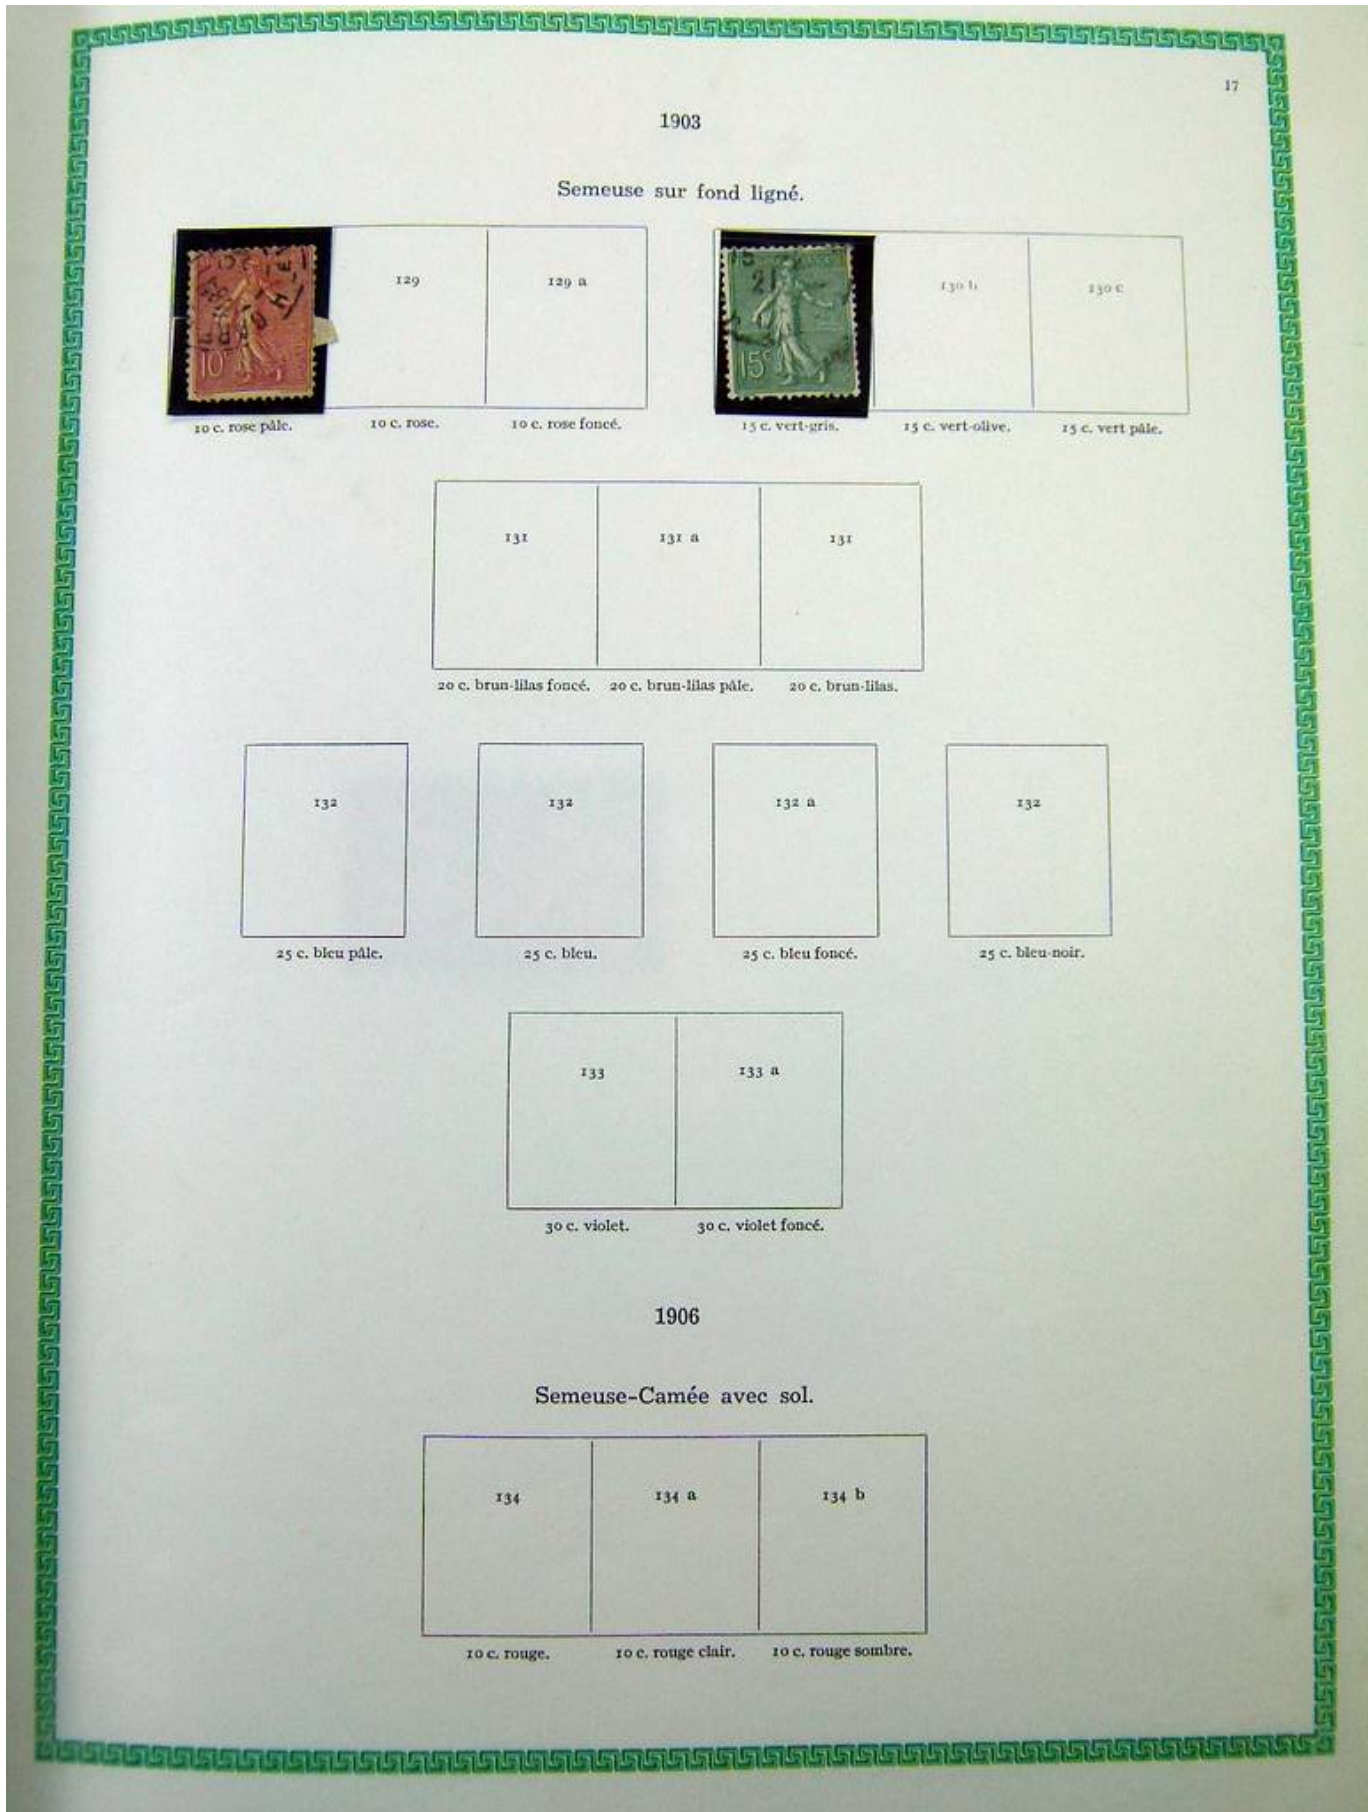 17
1903
Semeuse sur fond ligné.
10 c
129
129 a
15 c
130 b
130 c
10 c. rose pâle.
10 c. rose.
10 c. rose foncé.
15 c. vert-gris.
15 c. vert-olive.
15 c. vert pâle.
131
131 a
131
20 c. brun-lilas foncé.
20 c. brun-lilas pâle.
20 c. brun-lilas.
132
132
132 a
132
25 c. bleu pâle.
25 c. bleu.
25 c. bleu foncé.
25 c. bleu-noir.
133
133 a
30 c. violet.
30 c. violet foncé.
1906
Semeuse-Camée avec sol.
134
134 a
134 b
10 c. rouge.
10 c. rouge clair.
10 c. rouge sombre.